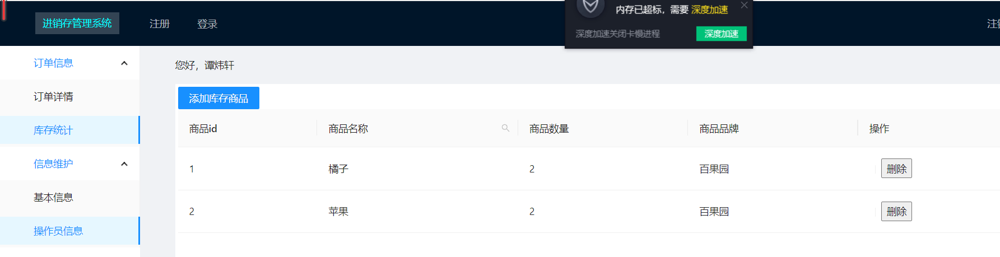 内存已超标，需要 深度加速
进销存管理系统 注册 登录 注销
深度加速关闭卡慢进程 深度加速
订单信息
您好，谭炜轩
订单详情
添加库存商品
库存统计
商品id 商品名称 商品数量 商品品牌 操作
信息维护
1 橘子 2 百果园 删除
基本信息
2 苹果 2 百果园 删除
操作员信息